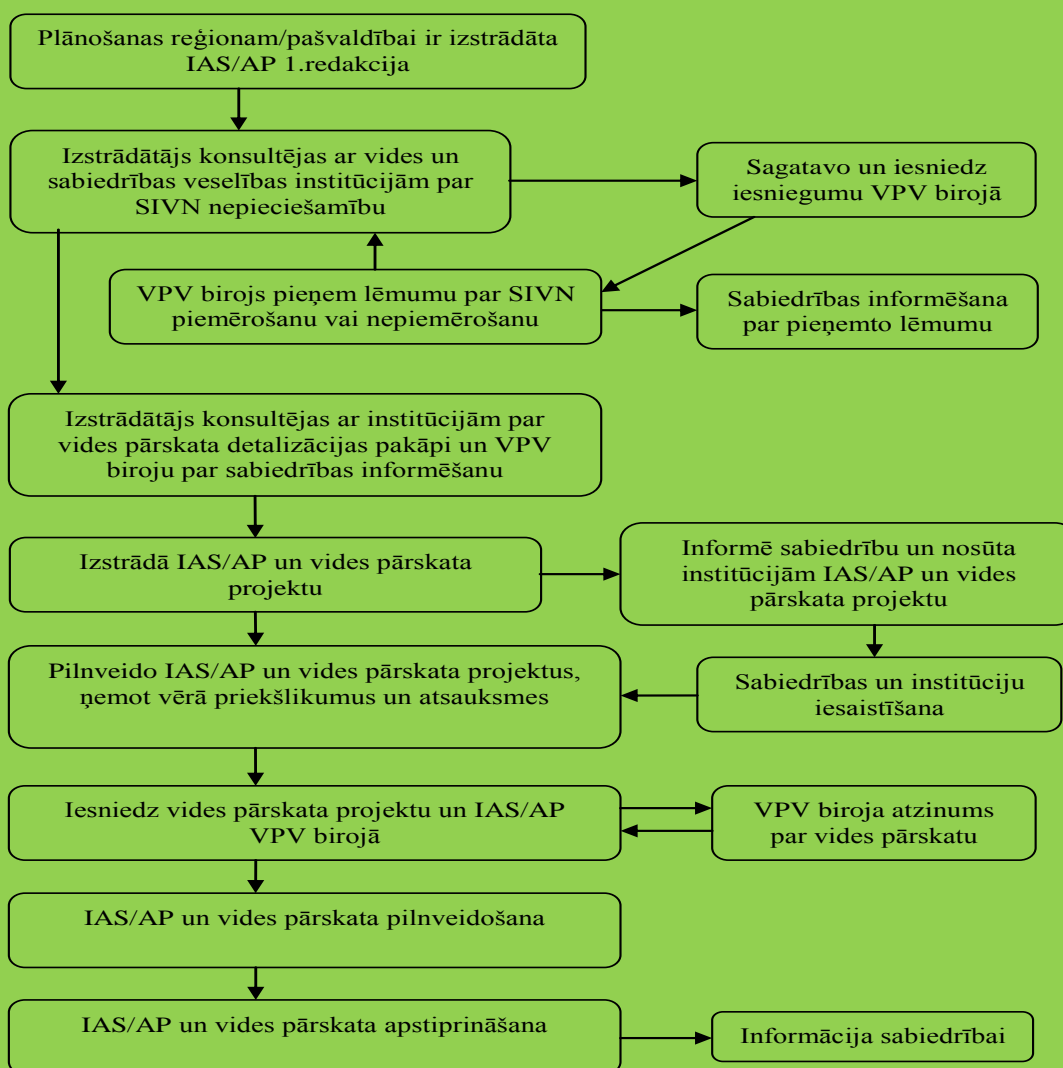 Plānošanas reģionam/pašvaldībai ir izstrādāta
IAS/AP 1.redakcija
Izstrādātājs konsultējas ar vides un
sabiedrības veselības institūcijām par
SIVN nepieciešamību
Sagatavo un iesniedz
iesniegumu VPV birojā
VPV birojs pieņem lēmumu par SIVN
piemērošanu vai nepiemērošanu
Sabiedrības informēšana
par pieņemto lēmumu
Izstrādātājs konsultējas ar institūcijām par
vides pārskata detalizācijas pakāpi un VPV
biroju par sabiedrības informēšanu
Izstrādā IAS/AP un vides pārskata
projektu
Informē sabiedrību un nosūta
institūcijām IAS/AP un vides
pārskata projektu
Pilnveido IAS/AP un vides pārskata projektus,
ņemot vērā priekšlikumus un atsauksmes
Sabiedrības un institūciju
iesaistīšana
Iesniedz vides pārskata projektu un IAS/AP
VPV birojā
VPV biroja atzinums
par vides pārskatu
IAS/AP un vides pārskata pilnveidošana
IAS/AP un vides pārskata apstiprināšana
Informācija sabiedrībai